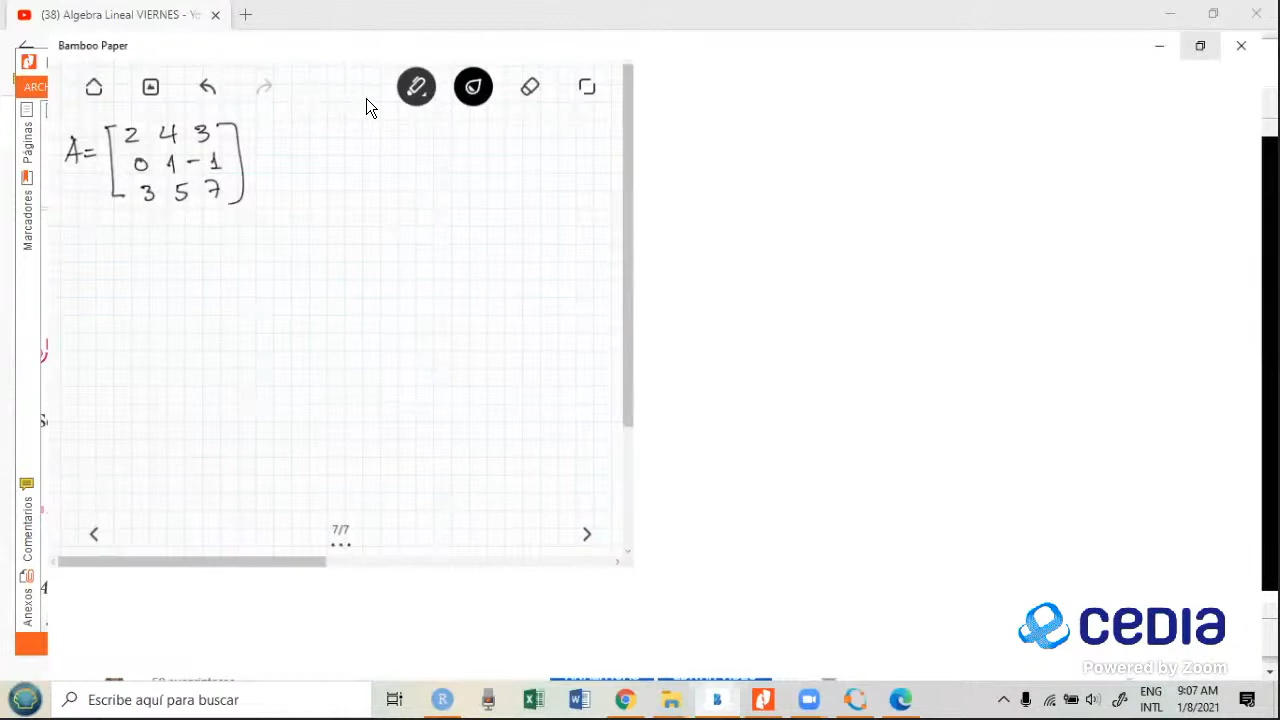 (38) Algebra Lineal VIERNES - Yo
Bamboo Paper
ARCH
Páginas
Marcadores
A = [ 2 4 3
0 1 -1
3 5 7 ]
Comentarios
Anexos
7/7
cedia
Powered by Zoom
Escribe aquí para buscar
ENG
INTL
9:07 AM
1/8/2021